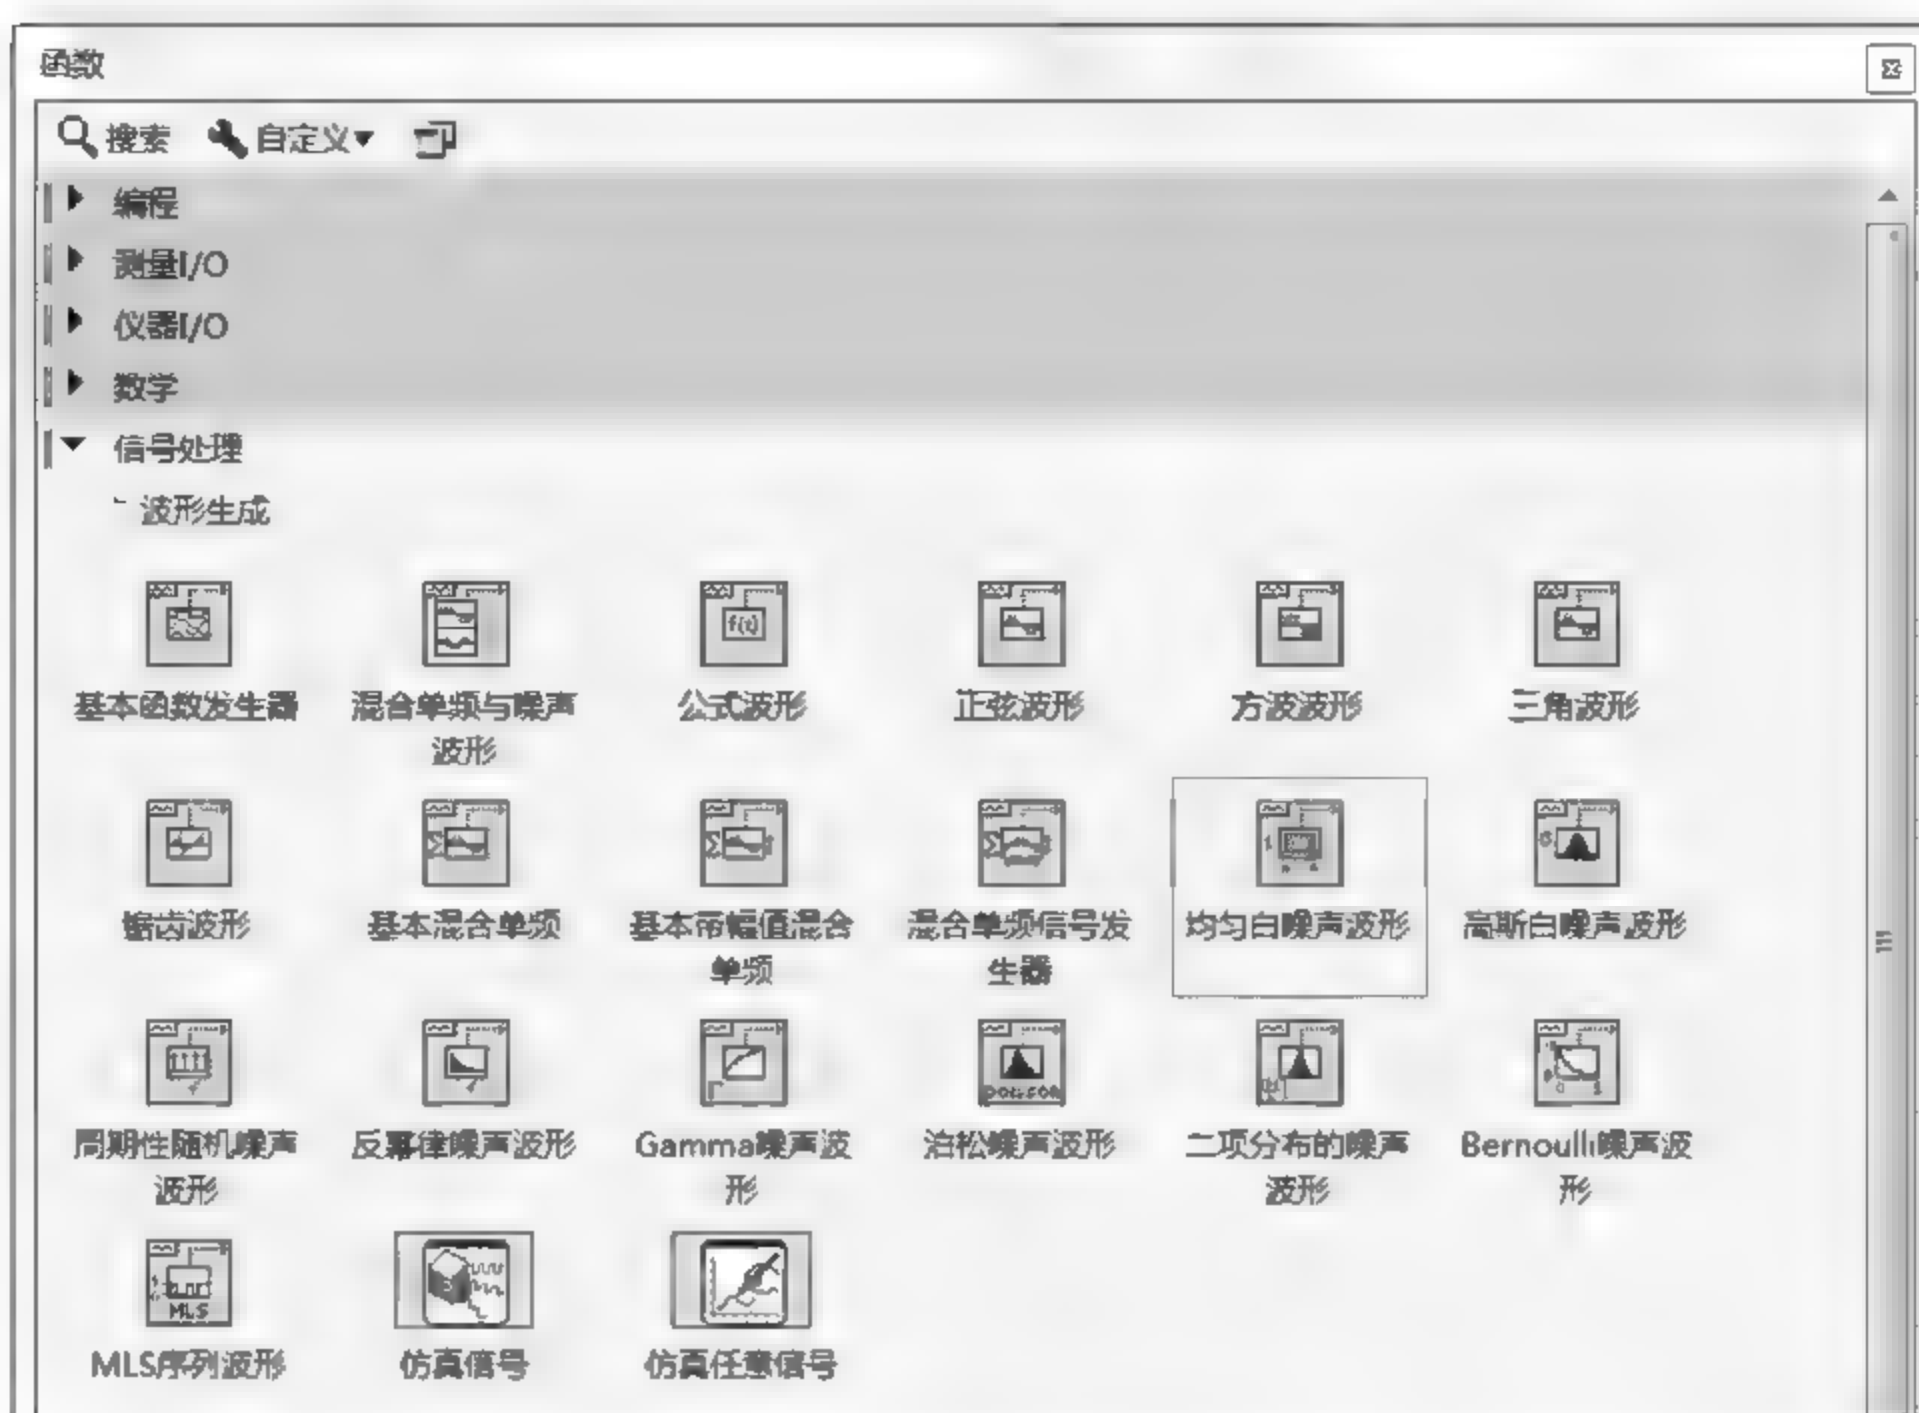 函数
搜索 自定义
编程
测量I/O
仪器I/O
数学
信号处理
波形生成
基本函数发生器 混合单频与噪声 公式波形 正弦波形 方波波形 三角波形
波形
f(t)
锯齿波形 基本混合单频 基本带幅值混合 混合单频信号发 均匀白噪声波形 高斯白噪声波形
单频 生器
周期性随机噪声 反幂律噪声波形 Gamma噪声波 泊松噪声波形 二项分布的噪声 Bernoulli噪声波
波形 形 波形 形
MLS
MLS序列波形 仿真信号 仿真任意信号